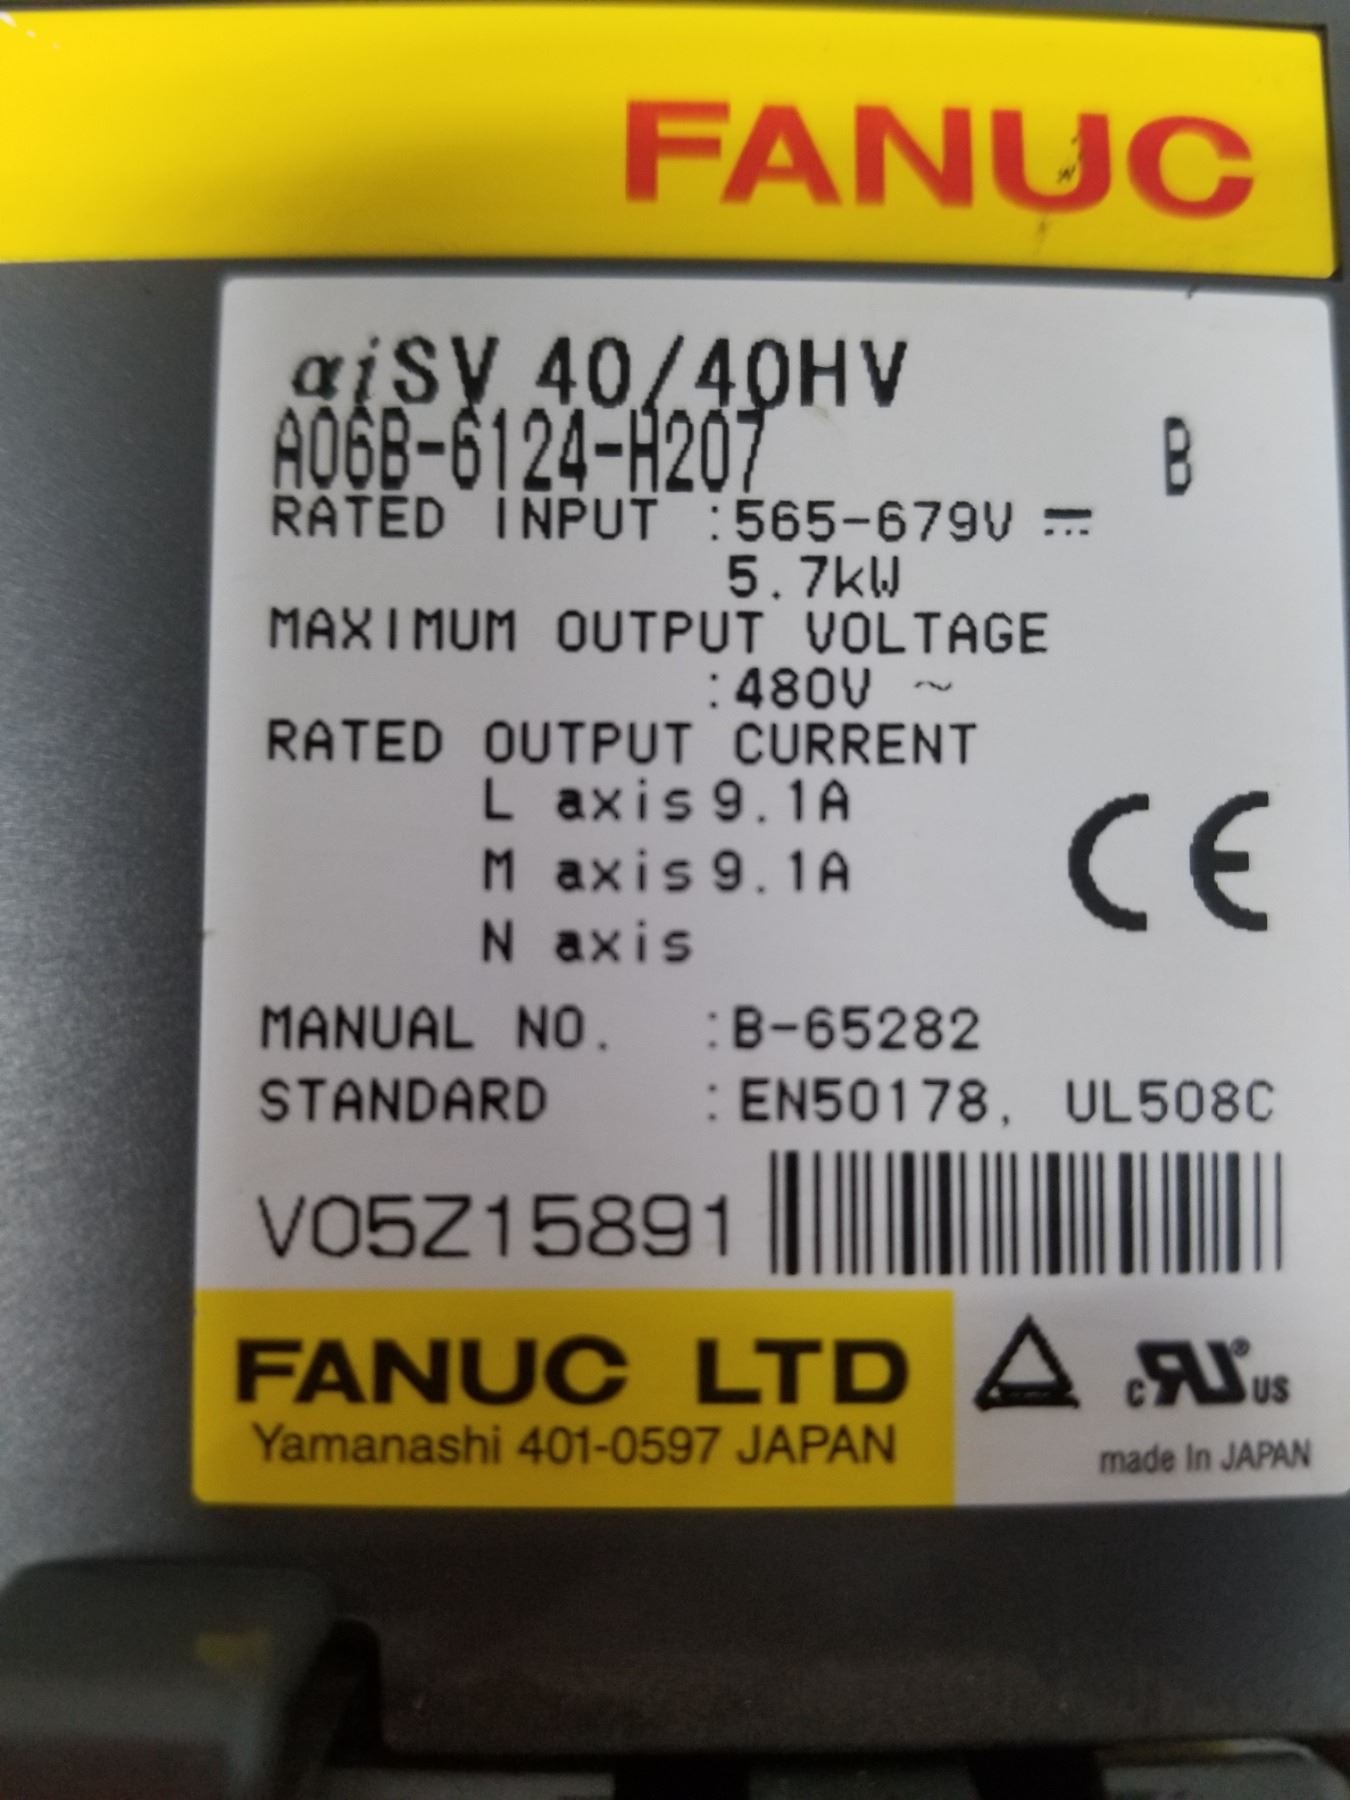 FANUC
αiSV 40/40HV
A06B-6124-H207 B
RATED INPUT :565-679V ⎓
5.7kW
MAXIMUM OUTPUT VOLTAGE
:480V ~
RATED OUTPUT CURRENT
L axis 9.1A
M axis 9.1A
N axis
CE
MANUAL NO. :B-65282
STANDARD :EN50178, UL508C
V05Z15891
FANUC LTD
Yamanashi 401-0597 JAPAN
c RU ® US
made In JAPAN